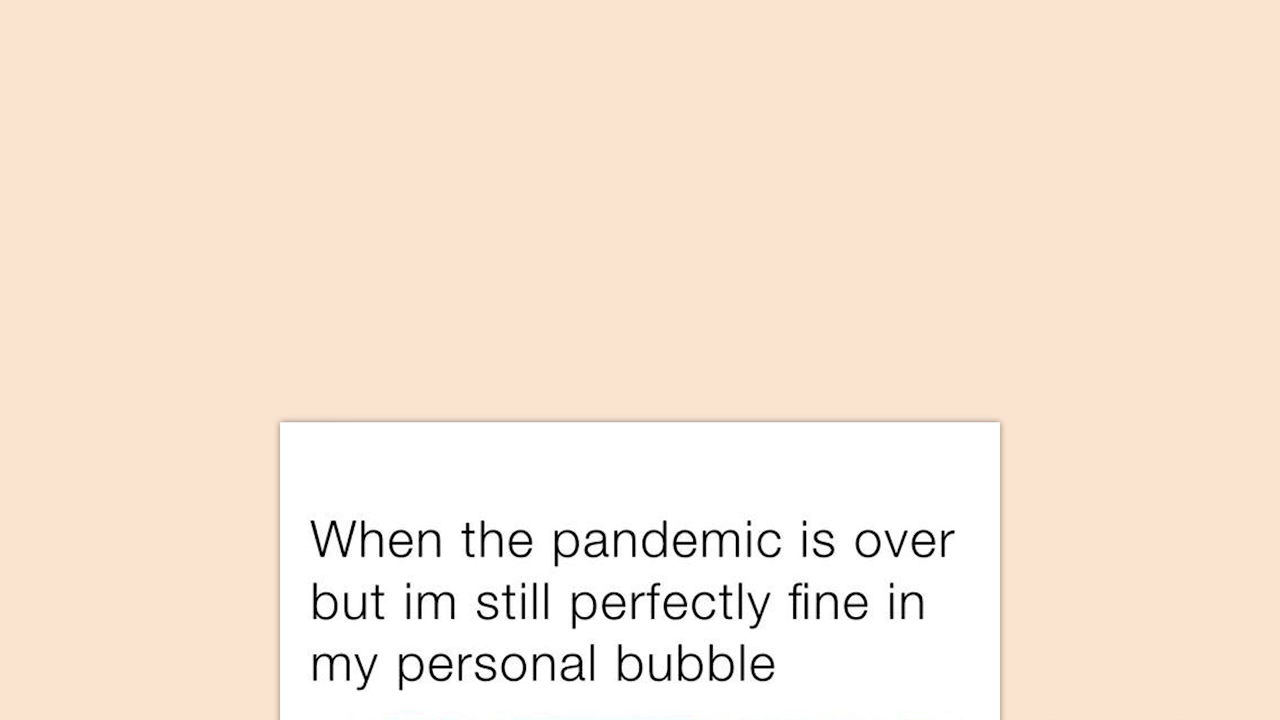 When the pandemic is over
but im still perfectly fine in
my personal bubble